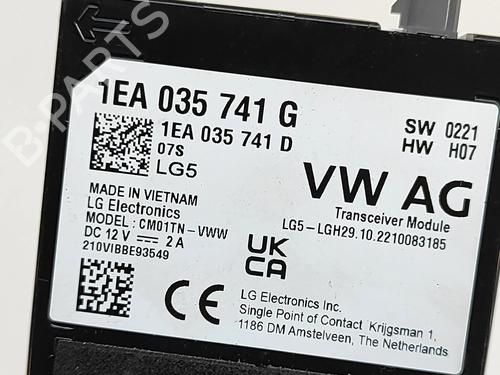 B-PARTS
1EA 035 741 G
1EA 035 741 D
07S
LG5
SW 0221
HW H07
VW AG
Transceiver Module
LG5-LGH29.10.2210083185
MADE IN VIETNAM
LG Electronics
MODEL: CM01TN-VWW
DC 12V 2 A
210VIBBE93549
UK
CA
CE
LG Electronics Inc.
Single Point of Contact Krijgsman 1,
1186 DM Amstelveen, The Netherlands